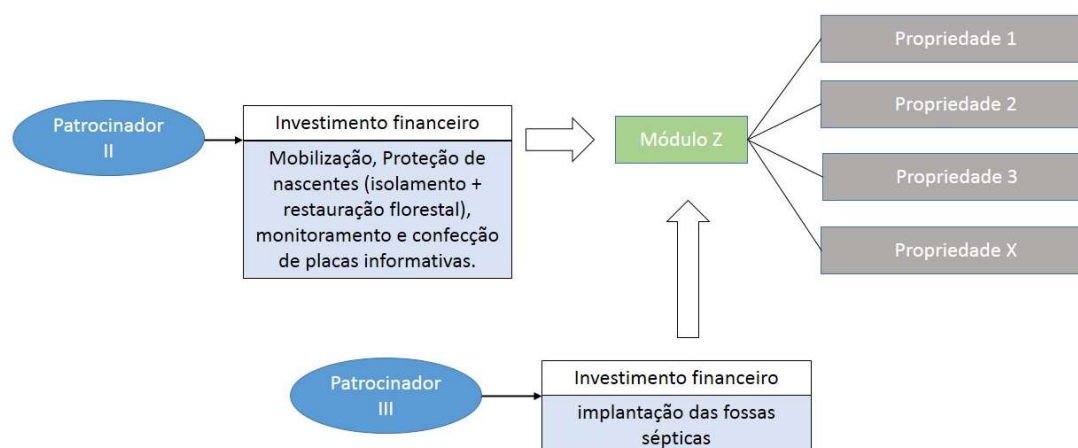 Patrocinador
II
Investimento financeiro
Mobilização, Proteção de
nascentes (isolamento +
restauração florestal),
monitoramento e confecção
de placas informativas.
Módulo Z
Propriedade 1
Propriedade 2
Propriedade 3
Propriedade X
Patrocinador
III
Investimento financeiro
implantação das fossas
sépticas